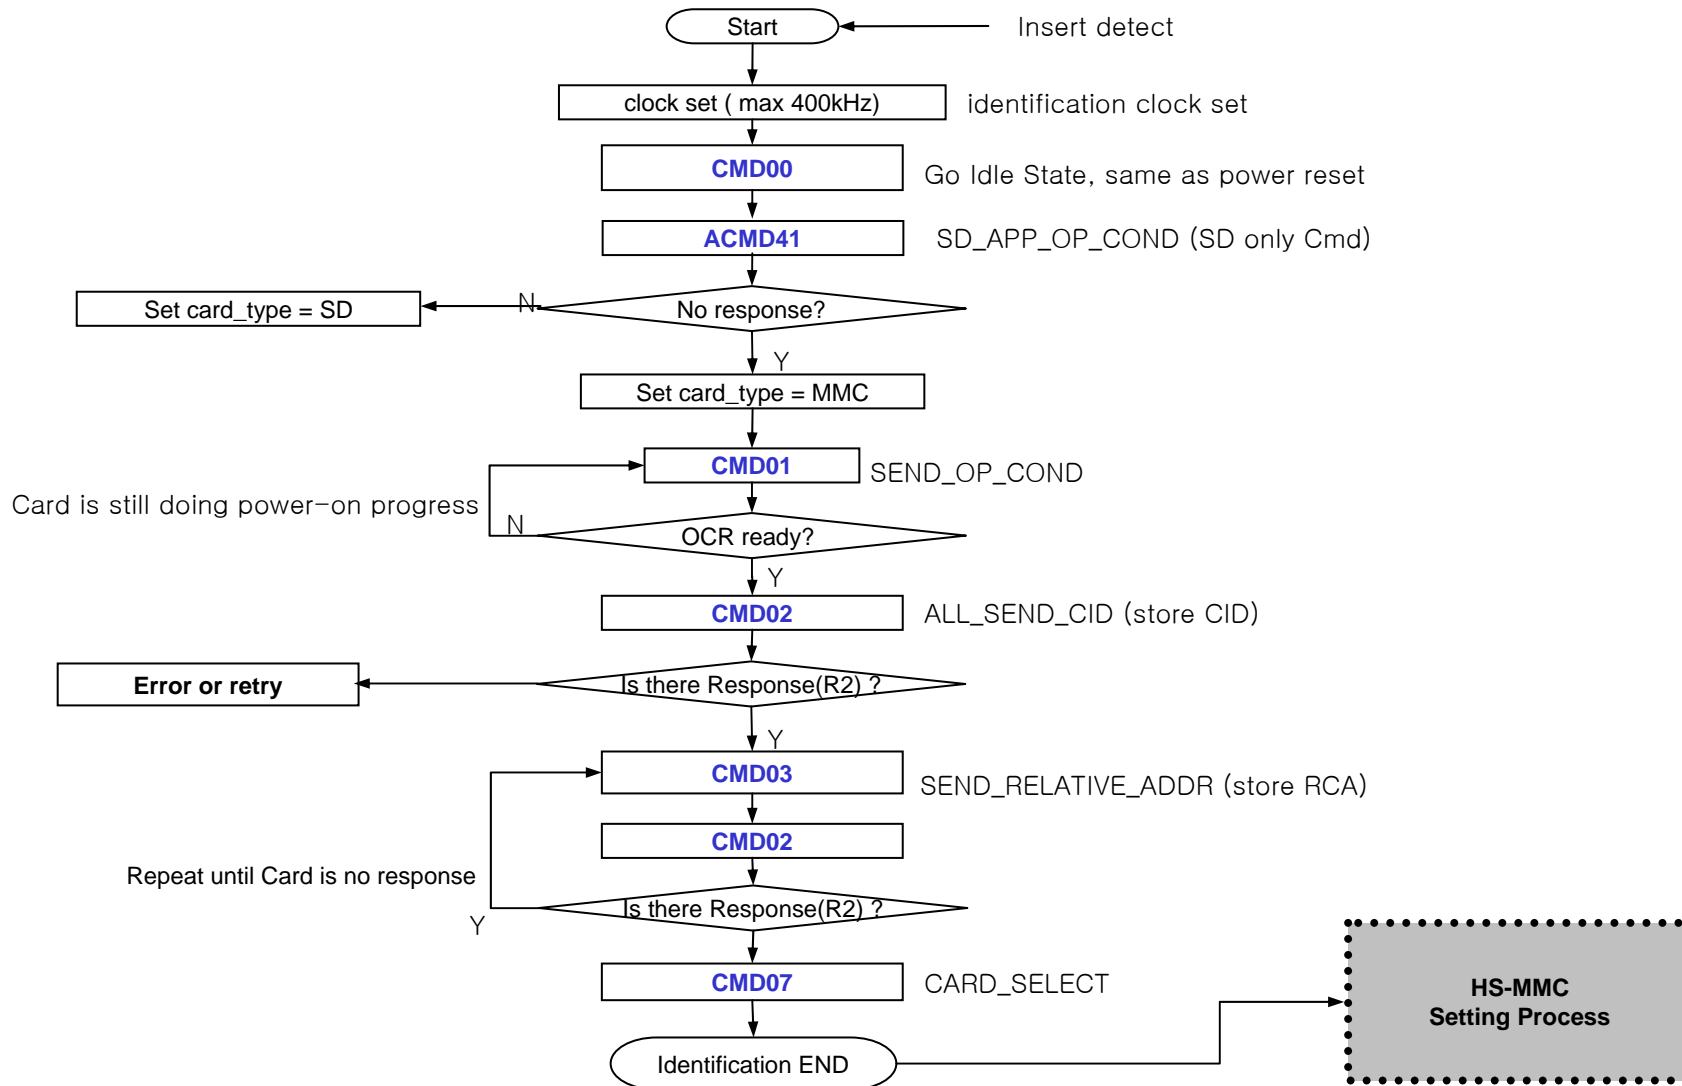 Start
Insert detect
clock set ( max 400kHz)
identification clock set
CMD00
Go Idle State, same as power reset
ACMD41
SD_APP_OP_COND (SD only Cmd)
Set card_type = SD
N
No response?
Y
Set card_type = MMC
CMD01
SEND_OP_COND
Card is still doing power-on progress
N
OCR ready?
Y
CMD02
ALL_SEND_CID (store CID)
Error or retry
Is there Response(R2) ?
Y
CMD03
SEND_RELATIVE_ADDR (store RCA)
CMD02
Repeat until Card is no response
Is there Response(R2) ?
Y
CMD07
CARD_SELECT
HS-MMC
Setting Process
Identification END